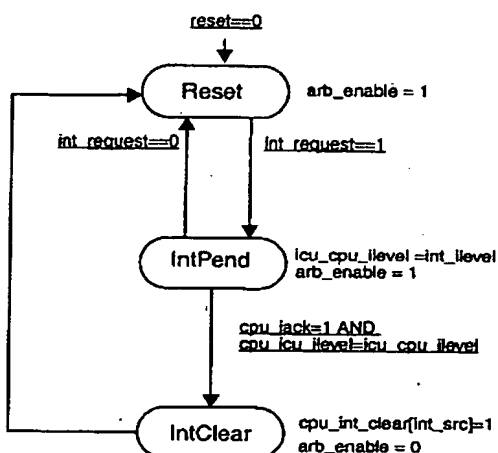 reset==0
Reset
arb_enable = 1
int_request==0
int_request==1
IntPend
icu_cpu_ilevel =int_ilevel
arb_enable = 1
cpu_iack=1 AND
cpu_icu_ilevel=icu_cpu_ilevel
IntClear
cpu_int_clear[int_src]=1
arb_enable = 0